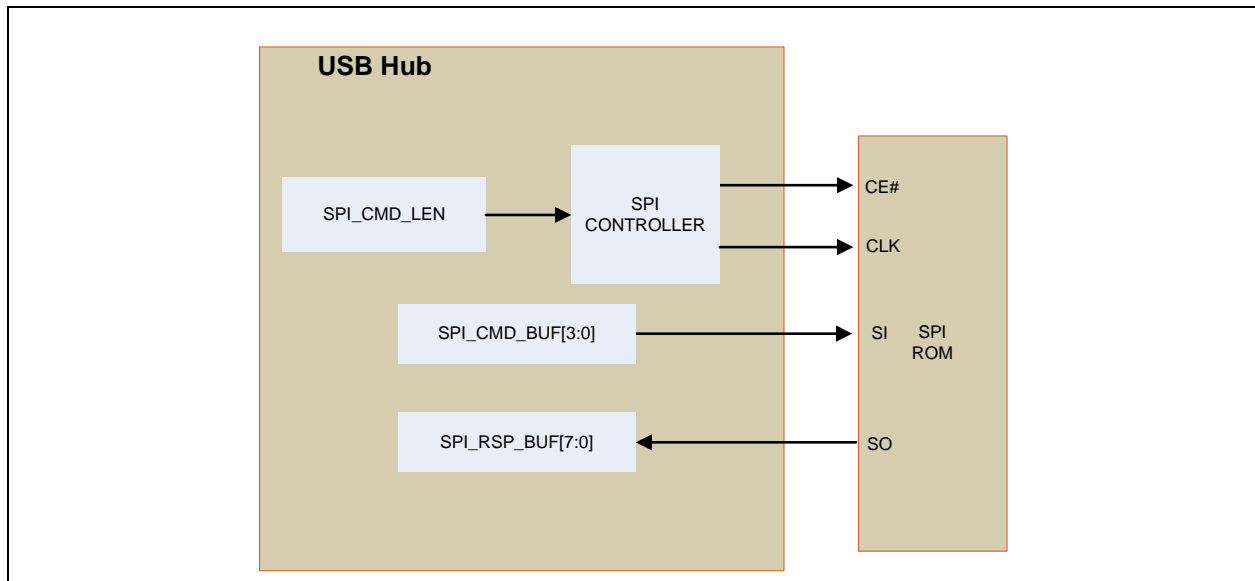 USB Hub
SPI_CMD_LEN
SPI
CONTROLLER
CE#
CLK
SPI_CMD_BUF[3:0]
SI
SPI
ROM
SPI_RSP_BUF[7:0]
SO